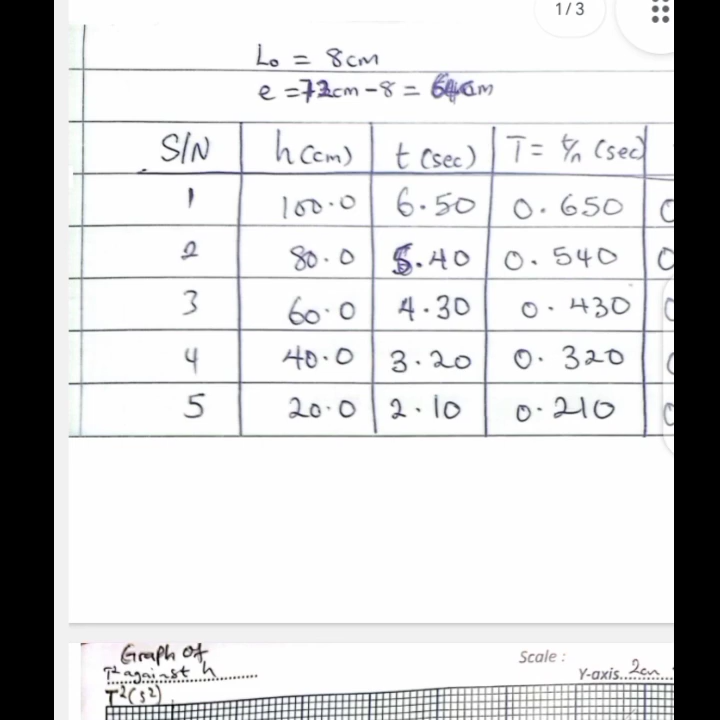 1/3
Lo = 8cm
e = 72cm - 8 = 64cm
S/N h(cm) t(sec) T = t/n (sec)
1 100.0 6.50 0.650
2 80.0 5.40 0.540
3 60.0 4.30 0.430
4 40.0 3.20 0.320
5 20.0 2.10 0.210
Graph of
T² against h
T²(s²)
Scale :
Y-axis 2cm